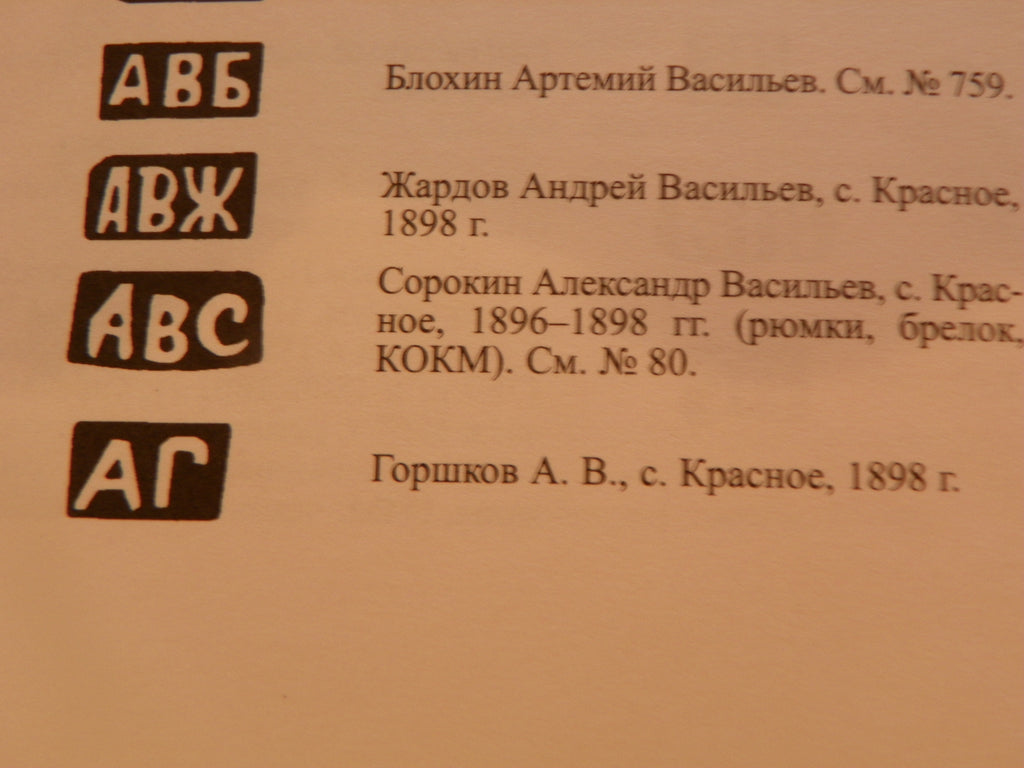 АВБ Блохин Артемий Васильев. См. № 759.
АВЖ Жардов Андрей Васильев, с. Красное,
1898 г.
Сорокин Александр Васильев, с. Крас-
АВС ное, 1896–1898 гг. (рюмки, брелок,
КОКМ). См. № 80.
АГ Горшков А. В., с. Красное, 1898 г.